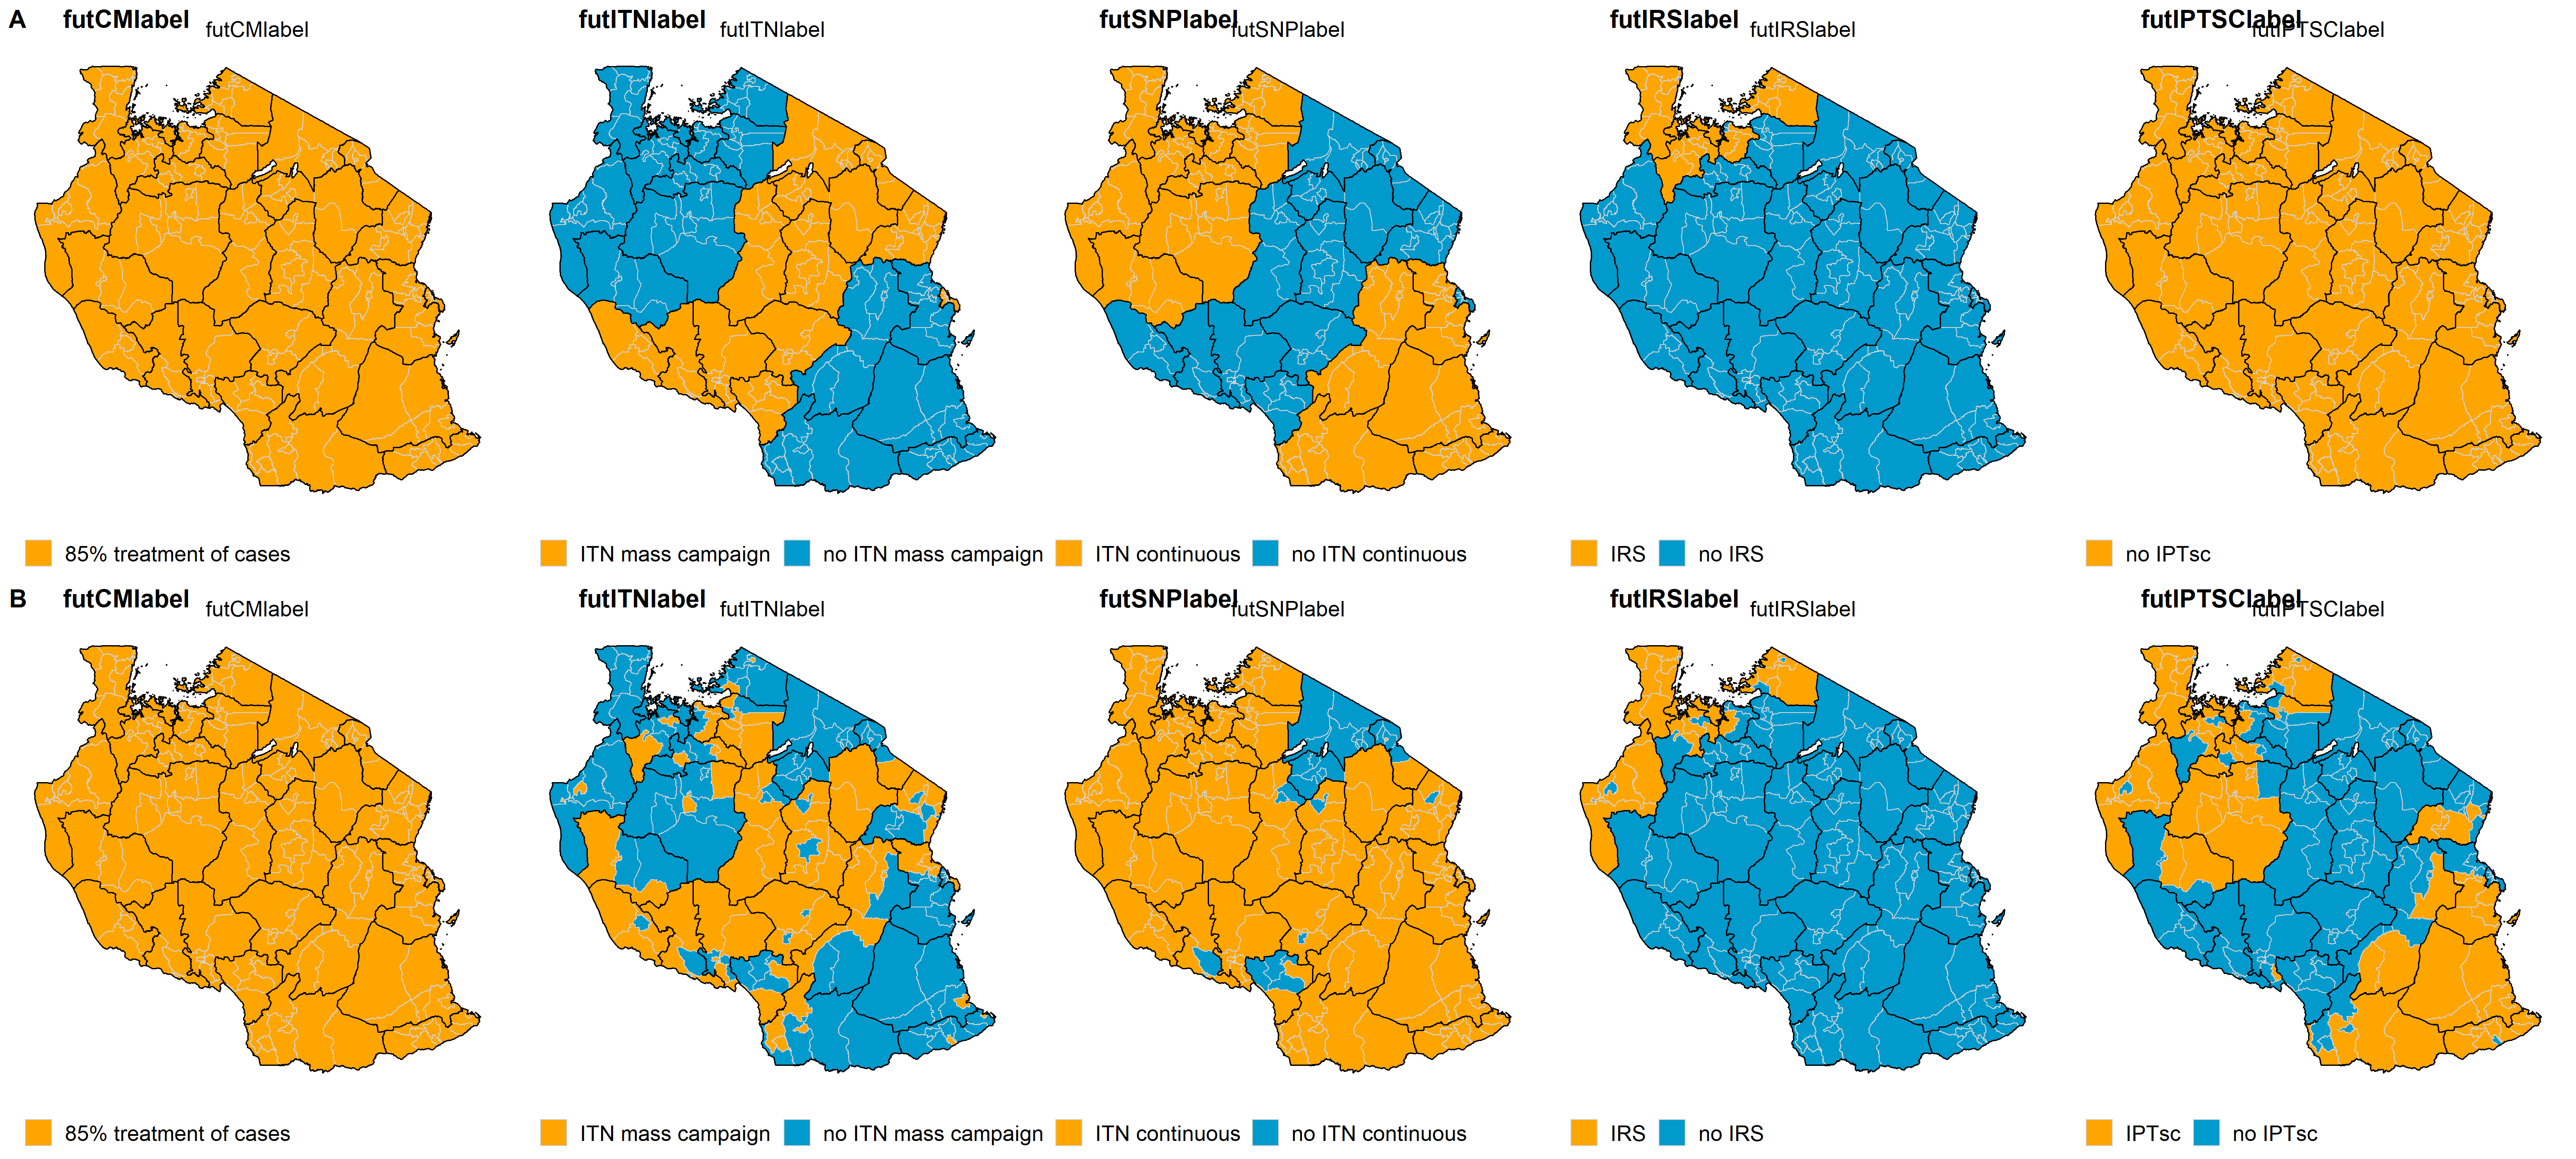 A futCMlabel futCMlabel futITNlabel futITNlabel futSNPlabel futSNPlabel futIRSlabel futIRSlabel futIPTSClabel futIPTSClabel
85% treatment of cases ITN mass campaign no ITN mass campaign ITN continuous no ITN continuous IRS no IRS no IPTsc
B futCMlabel futCMlabel futITNlabel futITNlabel futSNPlabel futSNPlabel futIRSlabel futIRSlabel futIPTSClabel futIPTSClabel
85% treatment of cases ITN mass campaign no ITN mass campaign ITN continuous no ITN continuous IRS no IRS IPTsc no IPTsc